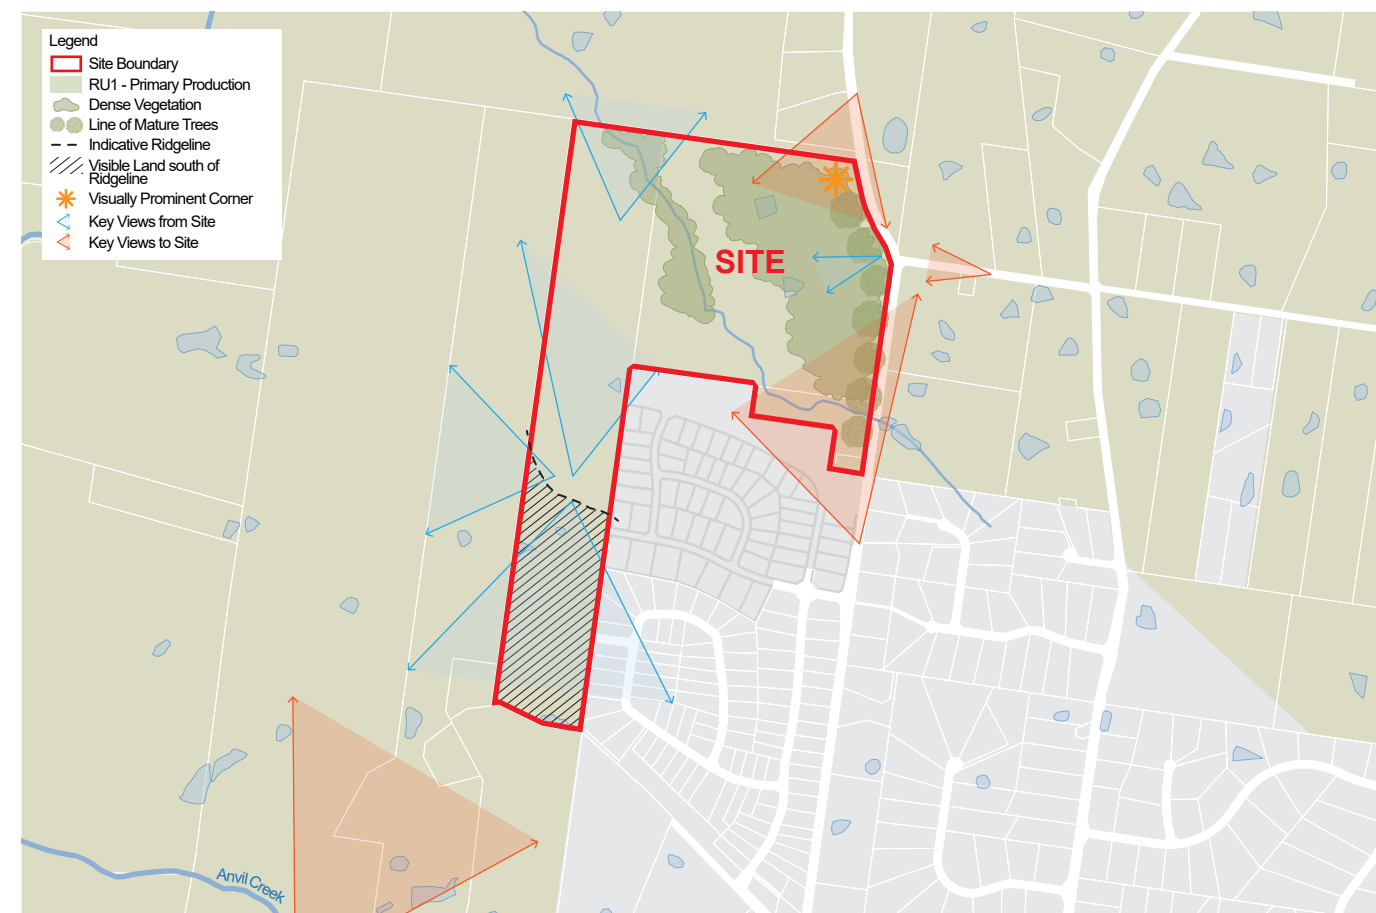 Legend
Site Boundary
RU1 - Primary Production
Dense Vegetation
Line of Mature Trees
Indicative Ridgeline
Visible Land south of
Ridgeline
Visually Prominent Corner
Key Views from Site
Key Views to Site
SITE
Anvil Creek